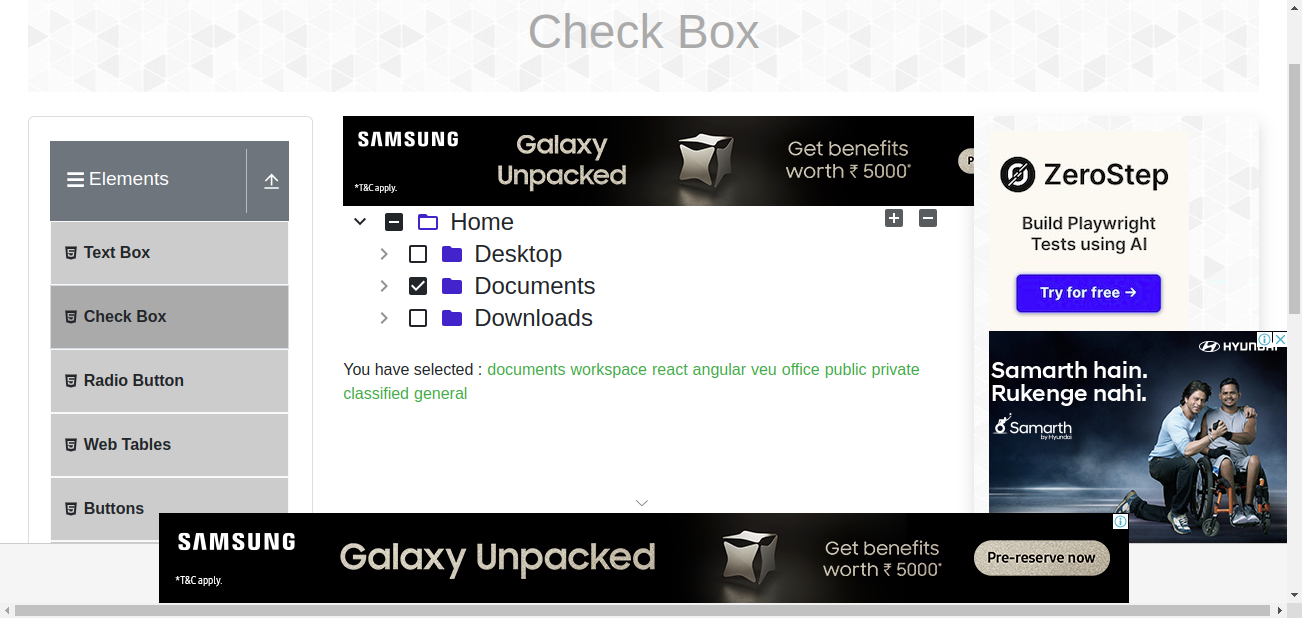 Check Box
Elements
Text Box
Check Box
Radio Button
Web Tables
Buttons
SAMSUNG
*T&C apply.
Galaxy
Unpacked
Get benefits
worth ₹ 5000*
P
Home
Desktop
Documents
Downloads
You have selected : documents workspace react angular veu office public private
classified general
ZeroStep
Build Playwright
Tests using AI
Try for free →
HYUNDAI
Samarth hain.
Rukenge nahi.
Samarth
by Hyundai
SAMSUNG
*T&C apply.
Galaxy Unpacked
Get benefits
worth ₹ 5000*
Pre-reserve now